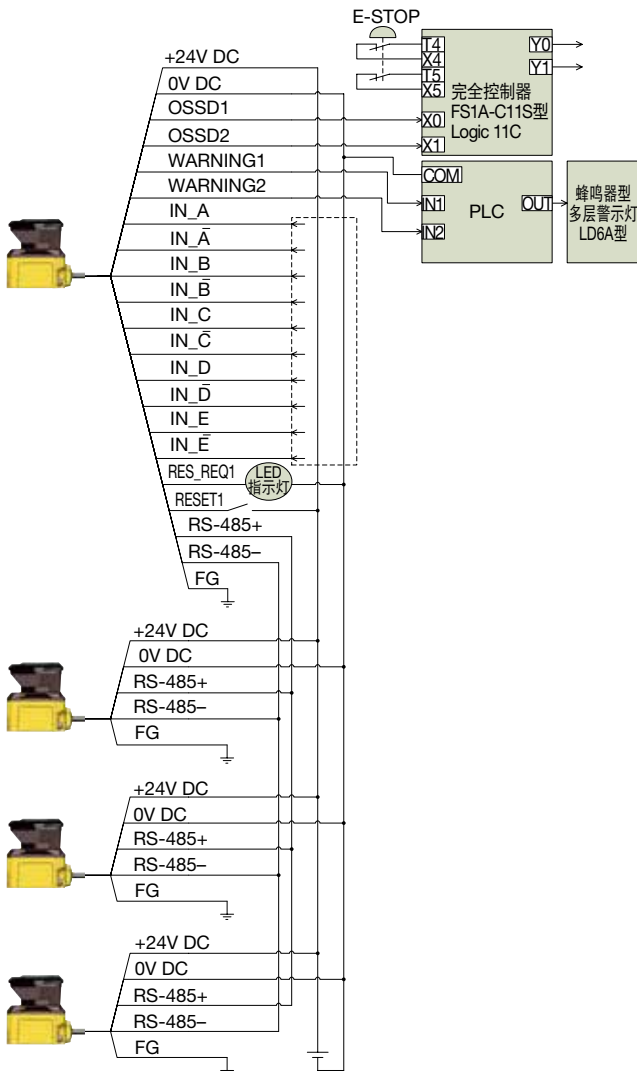 E-STOP
T4
X4
T5
X5
X0
X1
Y0
Y1
完全控制器
FS1A-C11S型
Logic 11C
COM
IN1
IN2
PLC
OUT
蜂鸣器型
多层警示灯
LD6A型
+24V DC
0V DC
OSSD1
OSSD2
WARNING1
WARNING2
IN_A
IN_A̅
IN_B
IN_B̅
IN_C
IN_C̅
IN_D
IN_D̅
IN_E
IN_E̅
RES_REQ1
LED
指示灯
RESET1
RS-485+
RS-485–
FG
+24V DC
0V DC
RS-485+
RS-485–
FG
+24V DC
0V DC
RS-485+
RS-485–
FG
+24V DC
0V DC
RS-485+
RS-485–
FG